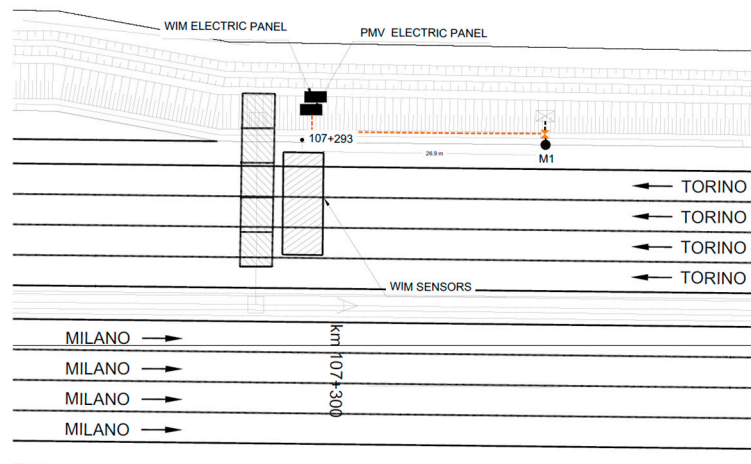 WIM ELECTRIC PANEL
PMV ELECTRIC PANEL
107+293
26.9 m
M1
TORINO
TORINO
TORINO
TORINO
WIM SENSORS
km 107+300
MILANO
MILANO
MILANO
MILANO